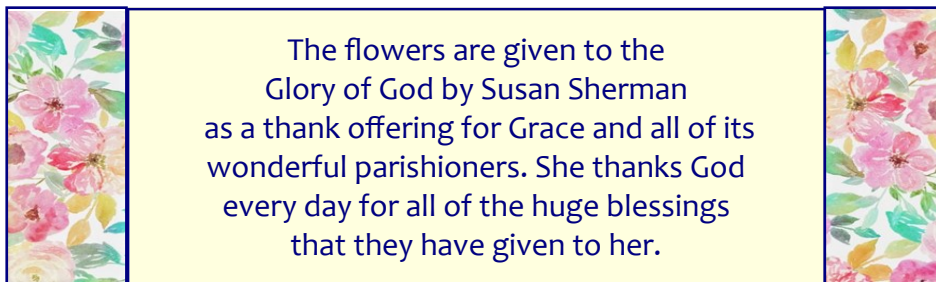 The flowers are given to the
Glory of God by Susan Sherman
as a thank offering for Grace and all of its
wonderful parishioners. She thanks God
every day for all of the huge blessings
that they have given to her.